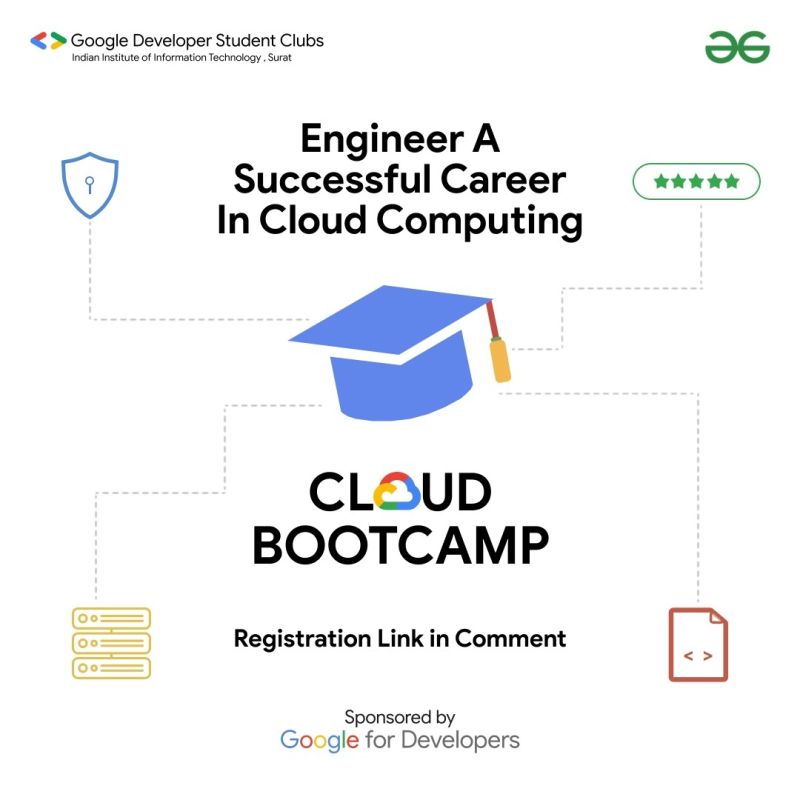 Google Developer Student Clubs
Indian Institute of Information Technology , Surat
Engineer A
Successful Career
In Cloud Computing
CLOUD
BOOTCAMP
Registration Link in Comment
Sponsored by
Google for Developers